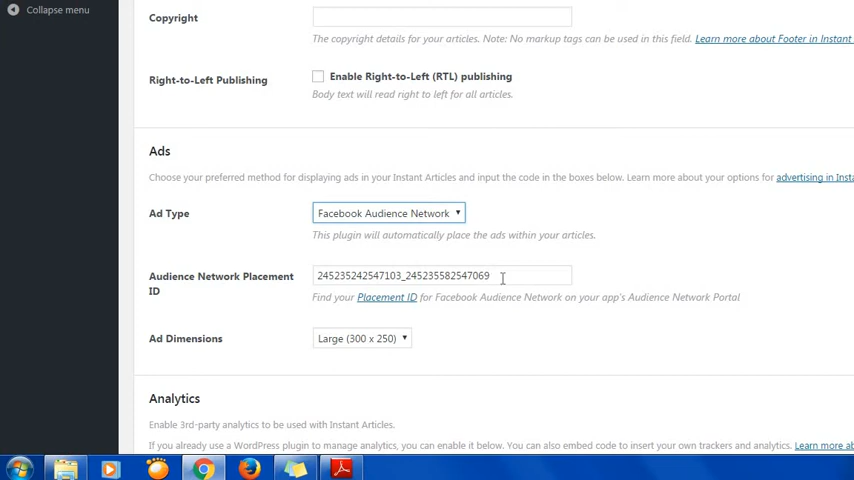 Collapse menu
Copyright
The copyright details for your articles. Note: No markup tags can be used in this field. Learn more about Footer in Instant
Right-to-Left Publishing
Enable Right-to-Left (RTL) publishing
Body text will read right to left for all articles.
Ads
Choose your preferred method for displaying ads in your Instant Articles and input the code in the boxes below. Learn more about your options for advertising in Insta
Ad Type
Facebook Audience Network
This plugin will automatically place the ads within your articles.
Audience Network Placement
ID
245235242547103_245235582547069
Find your Placement ID for Facebook Audience Network on your app's Audience Network Portal
Ad Dimensions
Large (300 x 250)
Analytics
Enable 3rd-party analytics to be used with Instant Articles.
If you already use a WordPress plugin to manage analytics, you can enable it below. You can also embed code to insert your own trackers and analytics. Learn more ab